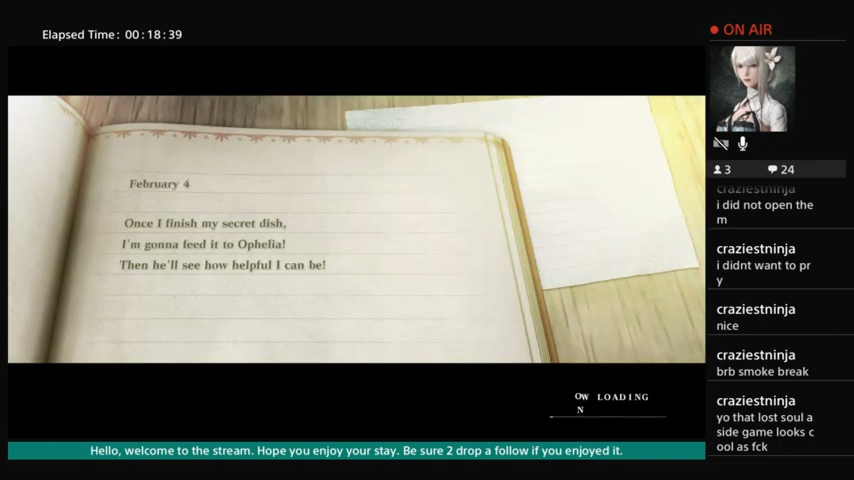 Elapsed Time: 00:18:39
ON AIR
3
24
craziestninja
i did not open the
m
craziestninja
i didnt want to pr
y
craziestninja
nice
craziestninja
brb smoke break
craziestninja
yo that lost soul a
side game looks c
ool as fck
February 4
Once I finish my secret dish,
I'm gonna feed it to Ophelia!
Then he'll see how helpful I can be!
OW LOADING
N
Hello, welcome to the stream. Hope you enjoy your stay. Be sure 2 drop a follow if you enjoyed it.